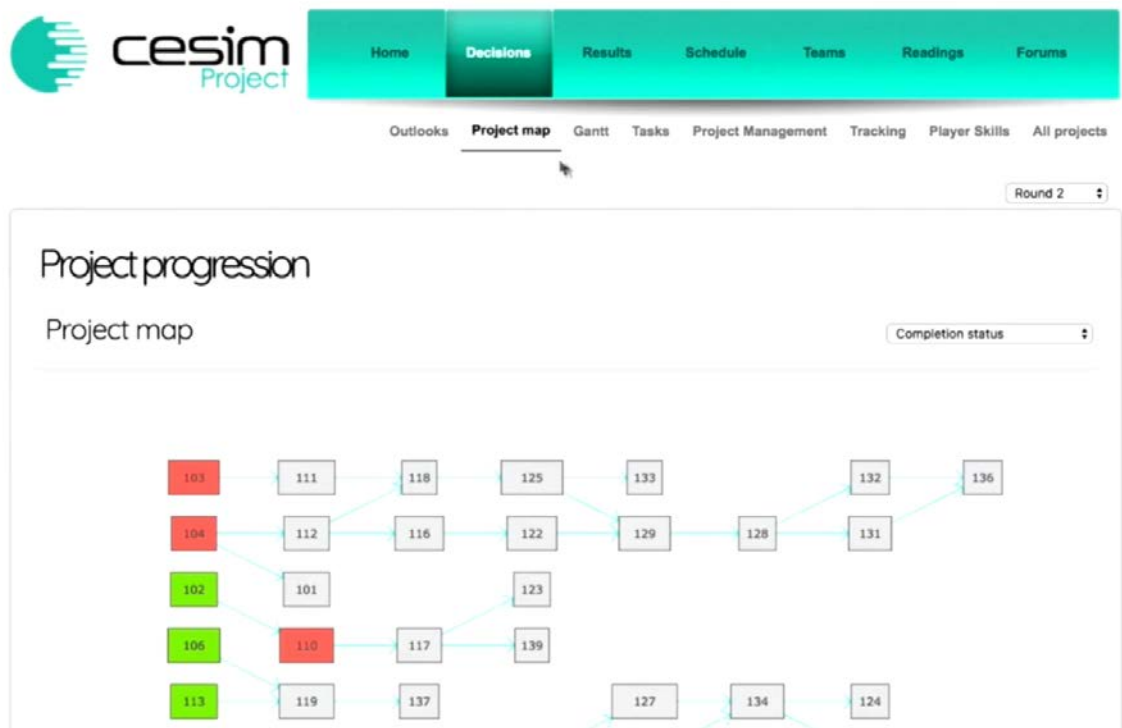 cesim
Project
Home Decisions Results Schedule Teams Readings Forums
Outlooks Project map Gantt Tasks Project Management Tracking Player Skills All projects
Round 2
Project progression
Project map
Completion status
103 111 118 125 133 132 136
104 112 116 122 129 128 131
102 101 123
106 110 117 139
113 119 137 127 134 124